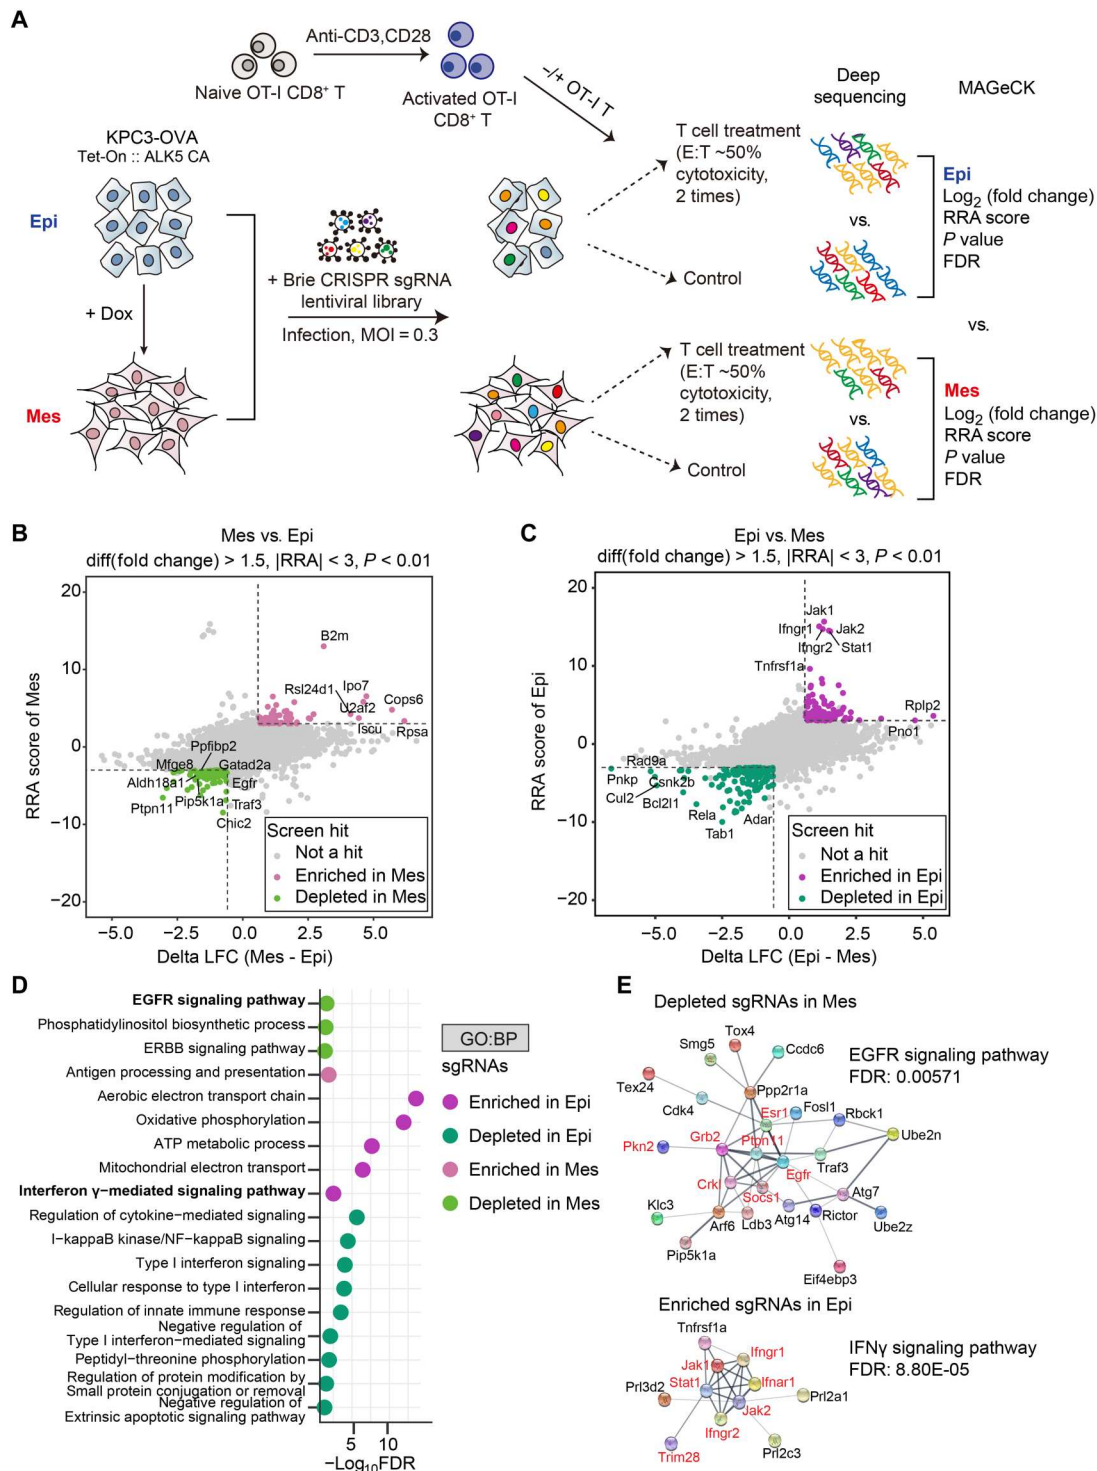 A
Anti-CD3,CD28
Naive OT-I CD8⁺ T
Activated OT-I
CD8⁺ T
−/+ OT-I T
Deep
sequencing
MAGeCK
KPC3-OVA
Tet-On :: ALK5 CA
Epi
+ Dox
Mes
+ Brie CRISPR sgRNA
lentiviral library
Infection, MOI = 0.3
T cell treatment
(E:T ~50%
cytotoxicity,
2 times)
Control
vs.
Epi
Log₂ (fold change)
RRA score
P value
FDR
vs.
T cell treatment
(E:T ~50%
cytotoxicity,
2 times)
Control
vs.
Mes
Log₂ (fold change)
RRA score
P value
FDR
B
Mes vs. Epi
diff(fold change) > 1.5, |RRA| < 3, P < 0.01
RRA score of Mes
20
10
0
−10
−20
B2m
Rsl24d1
Ipo7
U2af2
Cops6
Iscu
Rpsa
Ppfibp2
Mfge8
Gatad2a
Aldh18a1
Egfr
Pip5k1a
Ptpn11
Traf3
Chic2
Screen hit
Not a hit
Enriched in Mes
Depleted in Mes
−5.0
−2.5
0.0
2.5
5.0
Delta LFC (Mes - Epi)
C
Epi vs. Mes
diff(fold change) > 1.5, |RRA| < 3, P < 0.01
RRA score of Epi
20
10
0
−10
−20
Jak1
Ifngr1
Jak2
Ifngr2
Stat1
Tnfrsf1a
Rplp2
Pno1
Rad9a
Pnkp
Csnk2b
Cul2
Bcl2l1
Rela
Adar
Tab1
Screen hit
Not a hit
Enriched in Epi
Depleted in Epi
−5.0
−2.5
0.0
2.5
5.0
Delta LFC (Epi - Mes)
D
EGFR signaling pathway
Phosphatidylinositol biosynthetic process
ERBB signaling pathway
Antigen processing and presentation
Aerobic electron transport chain
Oxidative phosphorylation
ATP metabolic process
Mitochondrial electron transport
Interferon γ−mediated signaling pathway
Regulation of cytokine−mediated signaling
I−kappaB kinase/NF−kappaB signaling
Type I interferon signaling
Cellular response to type I interferon
Regulation of innate immune response
Negative regulation of
Type I interferon−mediated signaling
Peptidyl−threonine phosphorylation
Regulation of protein modification by
Small protein conjugation or removal
Negative regulation of
Extrinsic apoptotic signaling pathway
5
10
−Log₁₀FDR
GO:BP
sgRNAs
Enriched in Epi
Depleted in Epi
Enriched in Mes
Depleted in Mes
E
Depleted sgRNAs in Mes
EGFR signaling pathway
FDR: 0.00571
Tox4
Smg5
Ccdc6
Tex24
Ppp2r1a
Cdk4
Esr1
Fosl1
Rbck1
Grb2
Ptpn11
Ube2n
Pkn2
Traf3
Egfr
Crkl
Socs1
Atg7
Klc3
Arf6
Ldb3
Atg14
Rictor
Ube2z
Pip5k1a
Eif4ebp3
Enriched sgRNAs in Epi
IFNγ signaling pathway
FDR: 8.80E-05
Tnfrsf1a
Ifngr1
Jak1
Stat1
Ifnar1
Prl3d2
Prl2a1
Jak2
Ifngr2
Trim28
Prl2c3